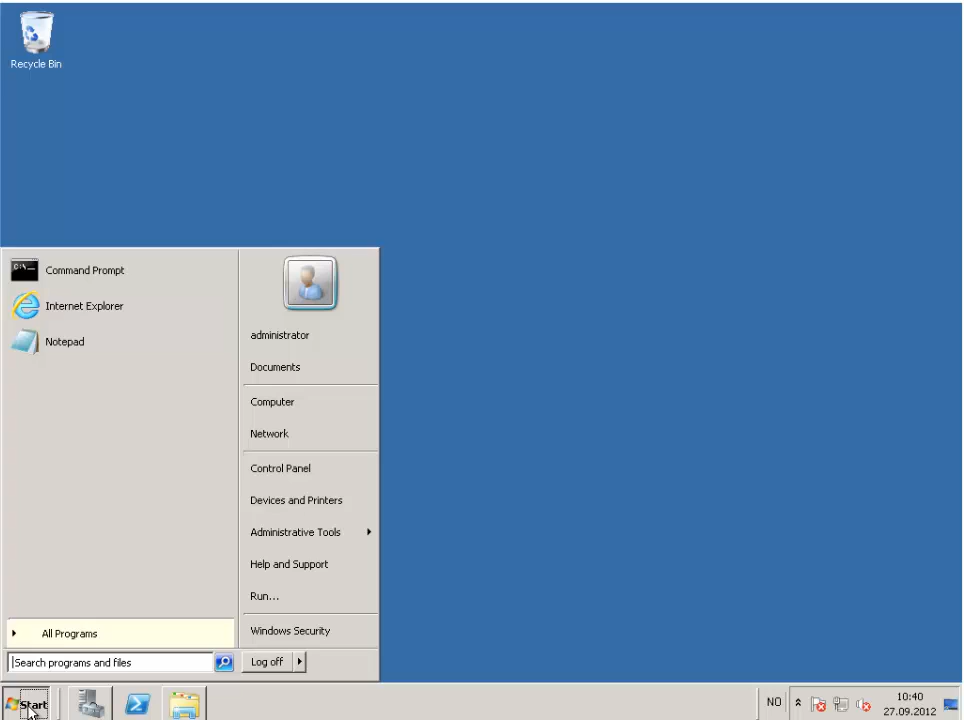 Recycle Bin
Command Prompt
Internet Explorer
Notepad
All Programs
Search programs and files
administrator
Documents
Computer
Network
Control Panel
Devices and Printers
Administrative Tools
Help and Support
Run...
Windows Security
Log off
Start
NO
10:40
27.09.2012